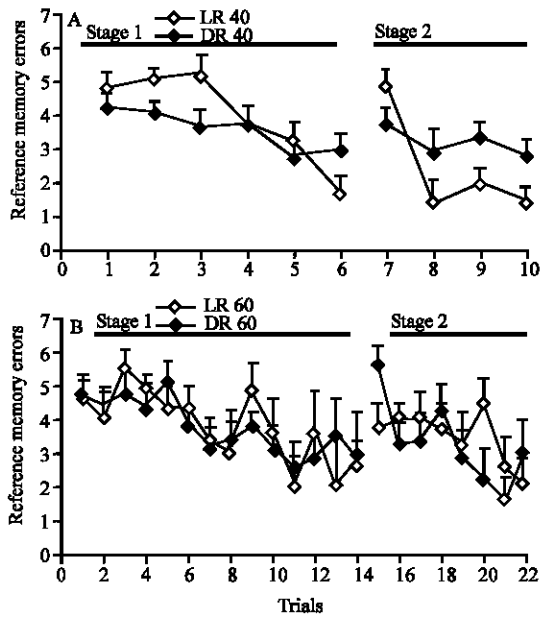 A
LR 40
DR 40
Stage 1
Stage 2
Reference memory errors
7
6
5
4
3
2
1
0
0 1 2 3 4 5 6 7 8 9 10
B
LR 60
DR 60
Stage 1
Stage 2
Reference memory errors
7
6
5
4
3
2
1
0
0 2 4 6 8 10 12 14 16 18 20 22
Trials